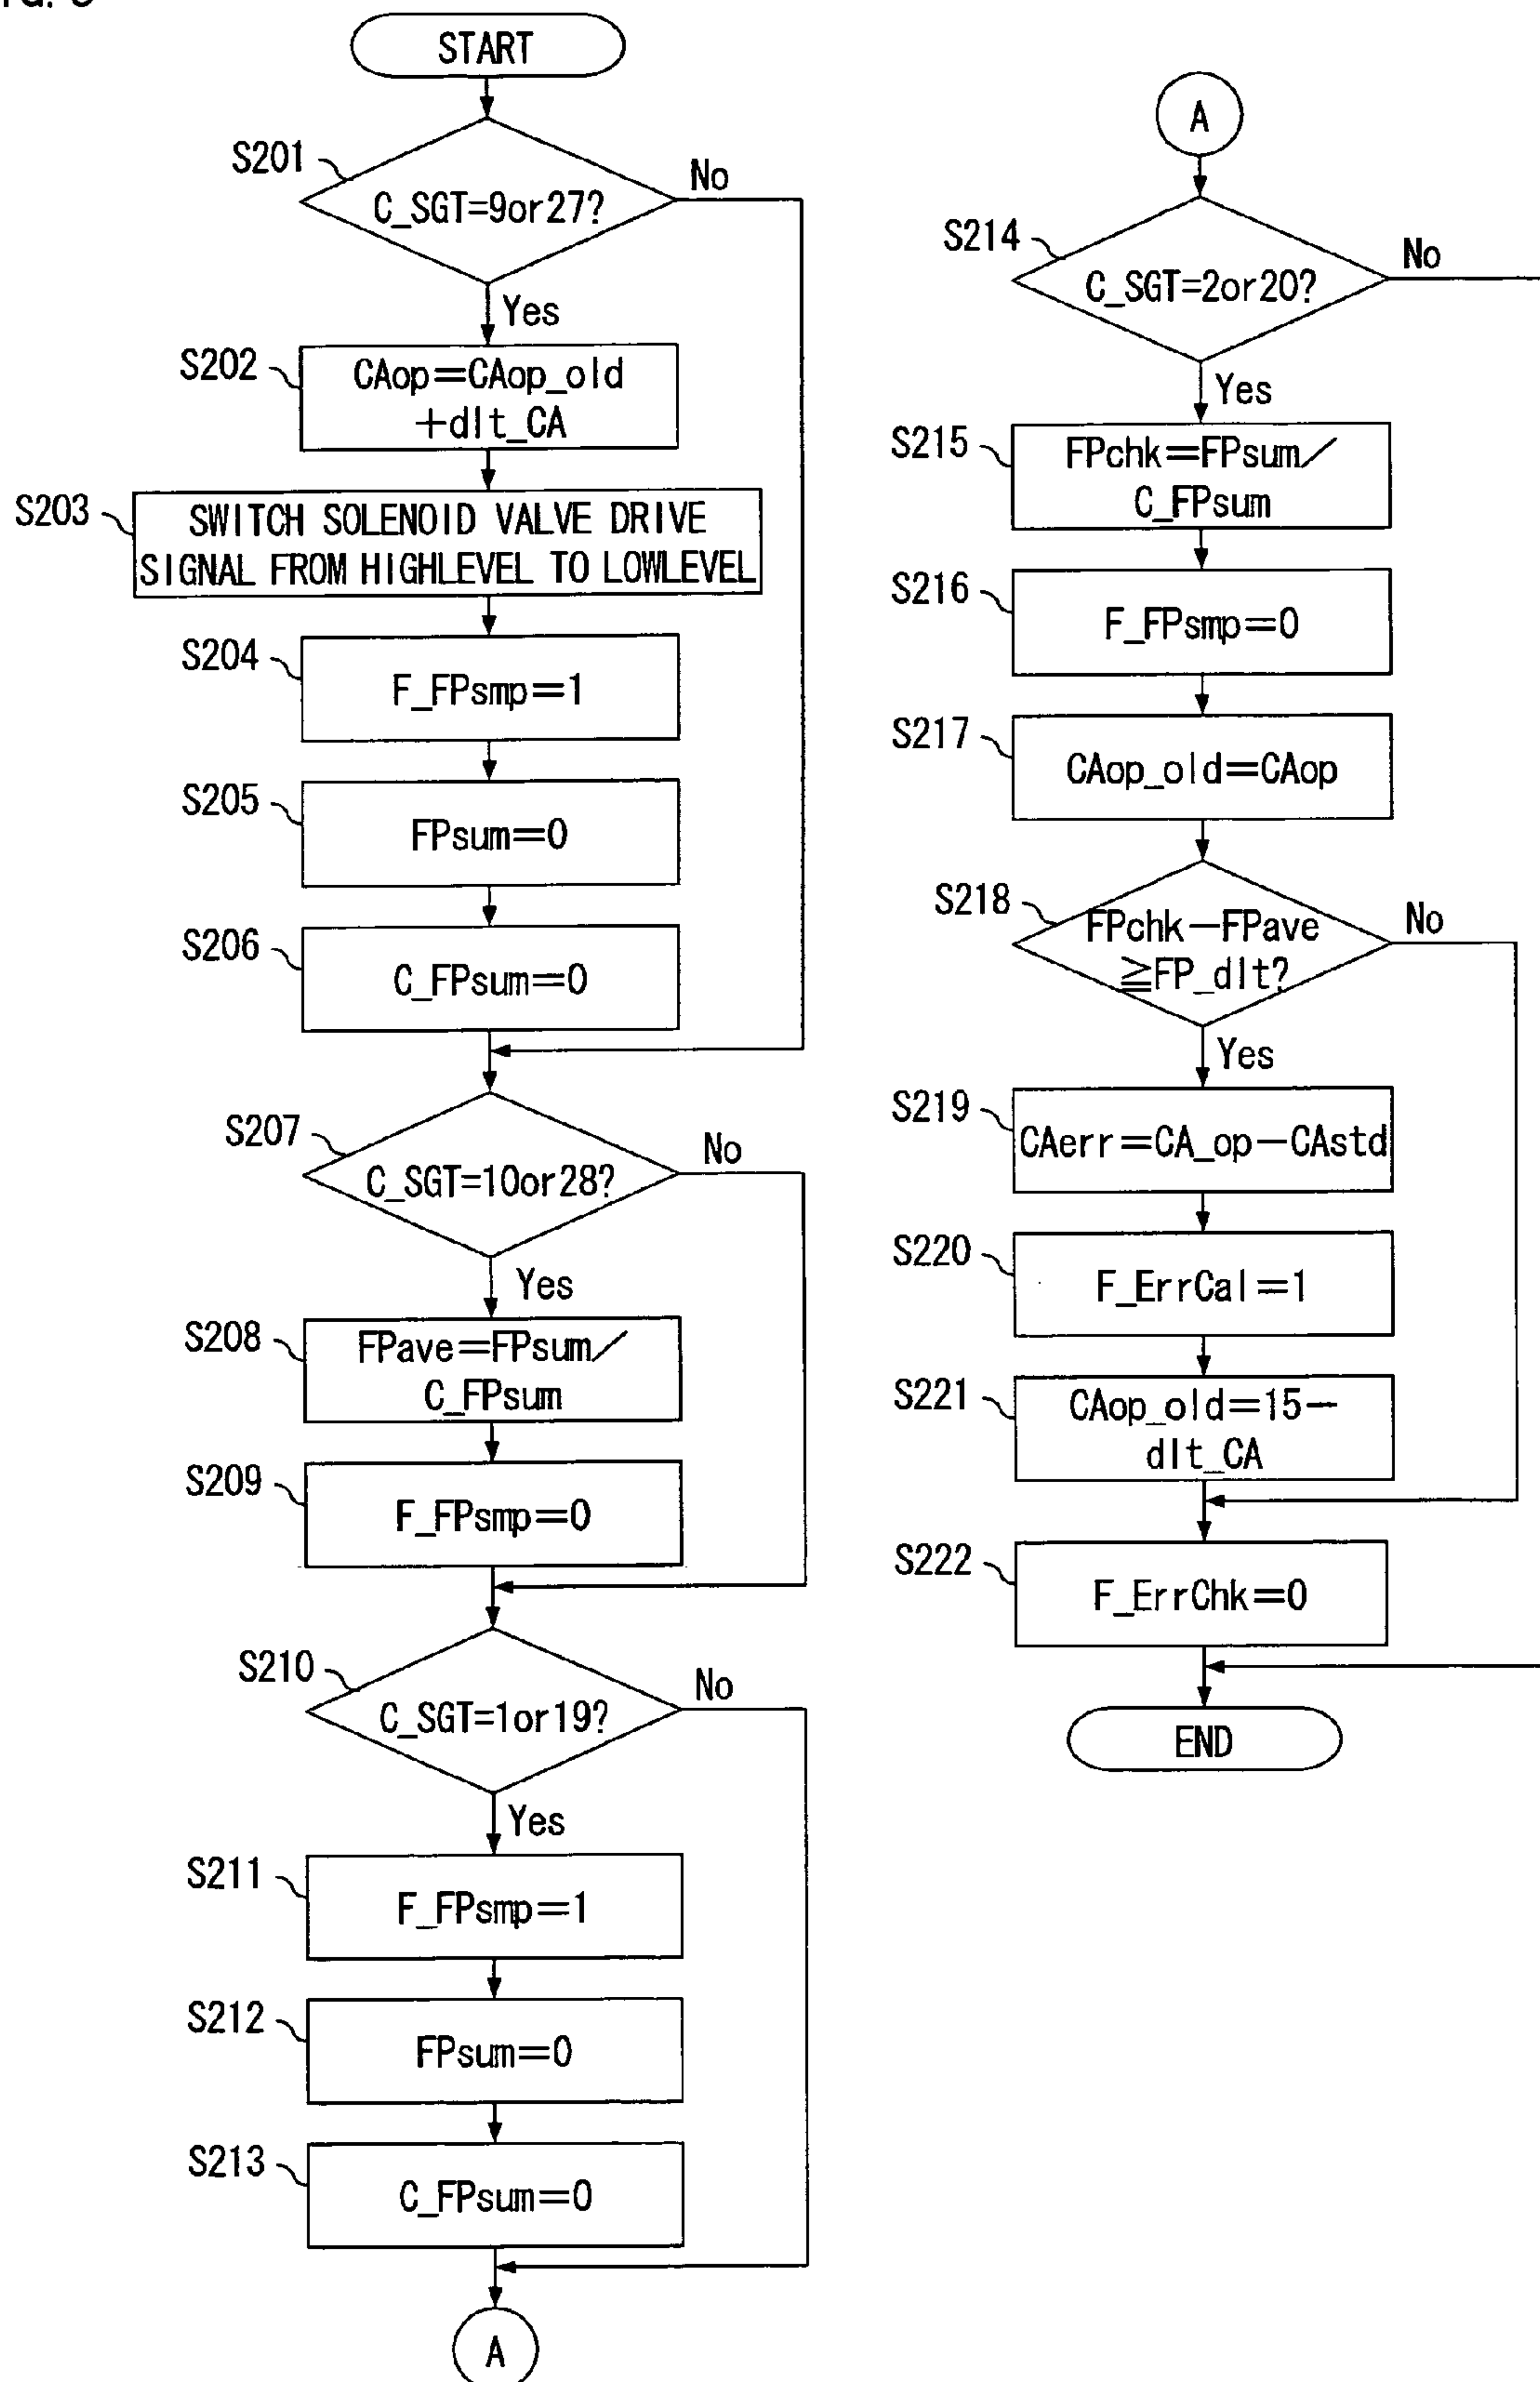 START
S201
C_SGT=9or27?
No
Yes
S202
CAop=CAop_old
+dlt_CA
S203
SWITCH SOLENOID VALVE DRIVE
SIGNAL FROM HIGHLEVEL TO LOWLEVEL
S204
F_FPsmp=1
S205
FPsum=0
S206
C_FPsum=0
S207
C_SGT=10or28?
No
Yes
S208
FPave=FPsum/
C_FPsum
S209
F_FPsmp=0
S210
C_SGT=1or19?
No
Yes
S211
F_FPsmp=1
S212
FPsum=0
S213
C_FPsum=0
A
A
S214
C_SGT=2or20?
No
Yes
S215
FPchk=FPsum/
C_FPsum
S216
F_FPsmp=0
S217
CAop_old=CAop
S218
FPchk-FPave
≧FP_dlt?
No
Yes
S219
CAerr=CA_op-CAstd
S220
F_ErrCal=1
S221
CAop_old=15-
dlt_CA
S222
F_ErrChk=0
END